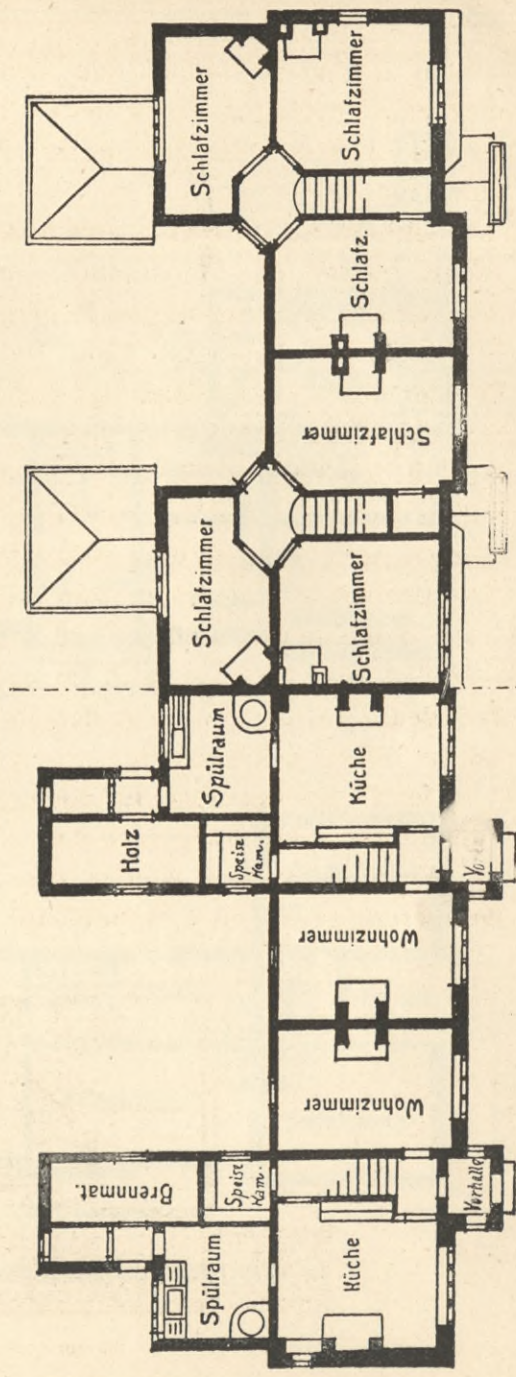 Schlafzimmer
Schlafzimmer
Schlafz.
Schlafzimmer
Schlafzimmer
Schlafzimmer
Spülraum
Küche
Holz
Speise
Kam.
Wohnzimmer
Wohnzimmer
Brennmat.
Speise
Kam.
Vorhalle
Spülraum
Küche